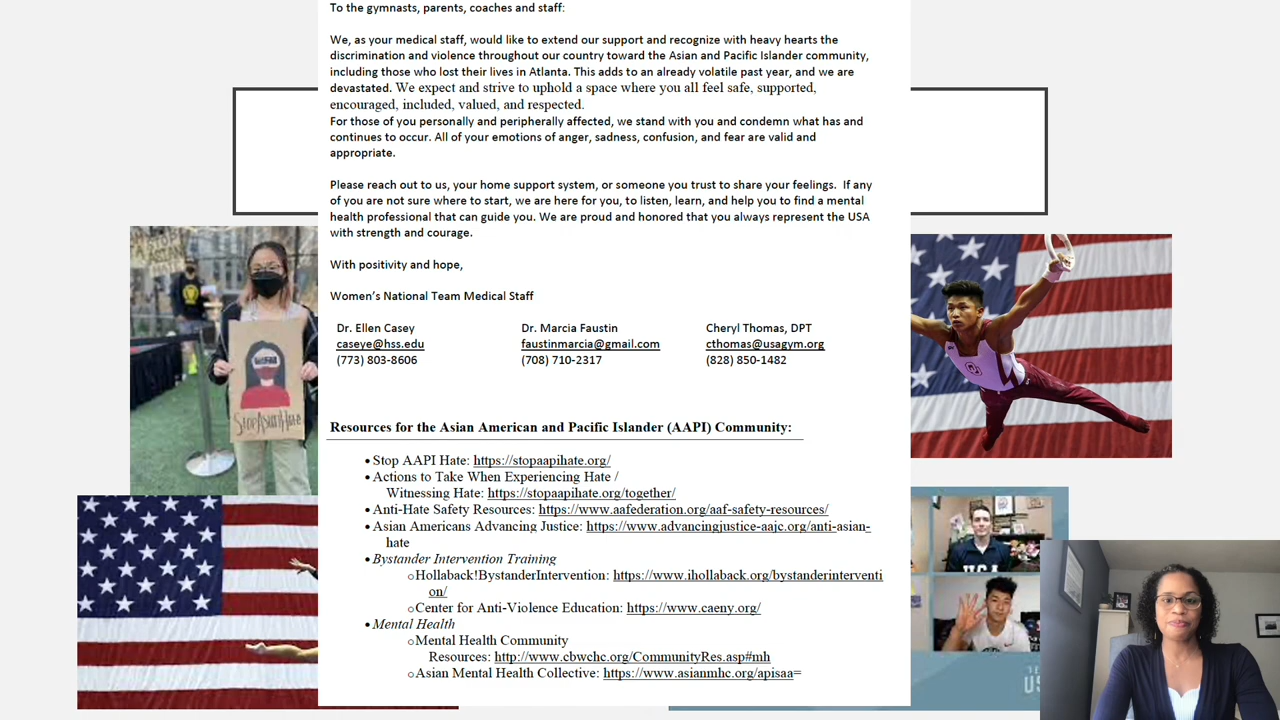 To the gymnasts, parents, coaches and staff:
We, as your medical staff, would like to extend our support and recognize with heavy hearts the
discrimination and violence throughout our country toward the Asian and Pacific Islander community,
including those who lost their lives in Atlanta. This adds to an already volatile past year, and we are
devastated. We expect and strive to uphold a space where you all feel safe, supported,
encouraged, included, valued, and respected.
For those of you personally and peripherally affected, we stand with you and condemn what has and
continues to occur. All of your emotions of anger, sadness, confusion, and fear are valid and
appropriate.
Please reach out to us, your home support system, or someone you trust to share your feelings.  If any
of you are not sure where to start, we are here for you, to listen, learn, and help you to find a mental
health professional that can guide you. We are proud and honored that you always represent the USA
with strength and courage.
With positivity and hope,
Women's National Team Medical Staff
Dr. Ellen Casey Dr. Marcia Faustin Cheryl Thomas, DPT
caseye@hss.edu faustinmarcia@gmail.com cthomas@usagym.org
(773) 803-8606 (708) 710-2317 (828) 850-1482
Resources for the Asian American and Pacific Islander (AAPI) Community:
• Stop AAPI Hate: https://stopaapihate.org/
• Actions to Take When Experiencing Hate /
Witnessing Hate: https://stopaapihate.org/together/
• Anti-Hate Safety Resources: https://www.aafederation.org/aaf-safety-resources/
• Asian Americans Advancing Justice: https://www.advancingjustice-aajc.org/anti-asian-
hate
• Bystander Intervention Training
o Hollaback!BystanderIntervention: https://www.ihollaback.org/bystanderinterventi
on/
o Center for Anti-Violence Education: https://www.caeny.org/
• Mental Health
o Mental Health Community
Resources: http://www.cbwchc.org/CommunityRes.asp#mh
o Asian Mental Health Collective: https://www.asianmhc.org/apisaa=
StopAsianHate
USA